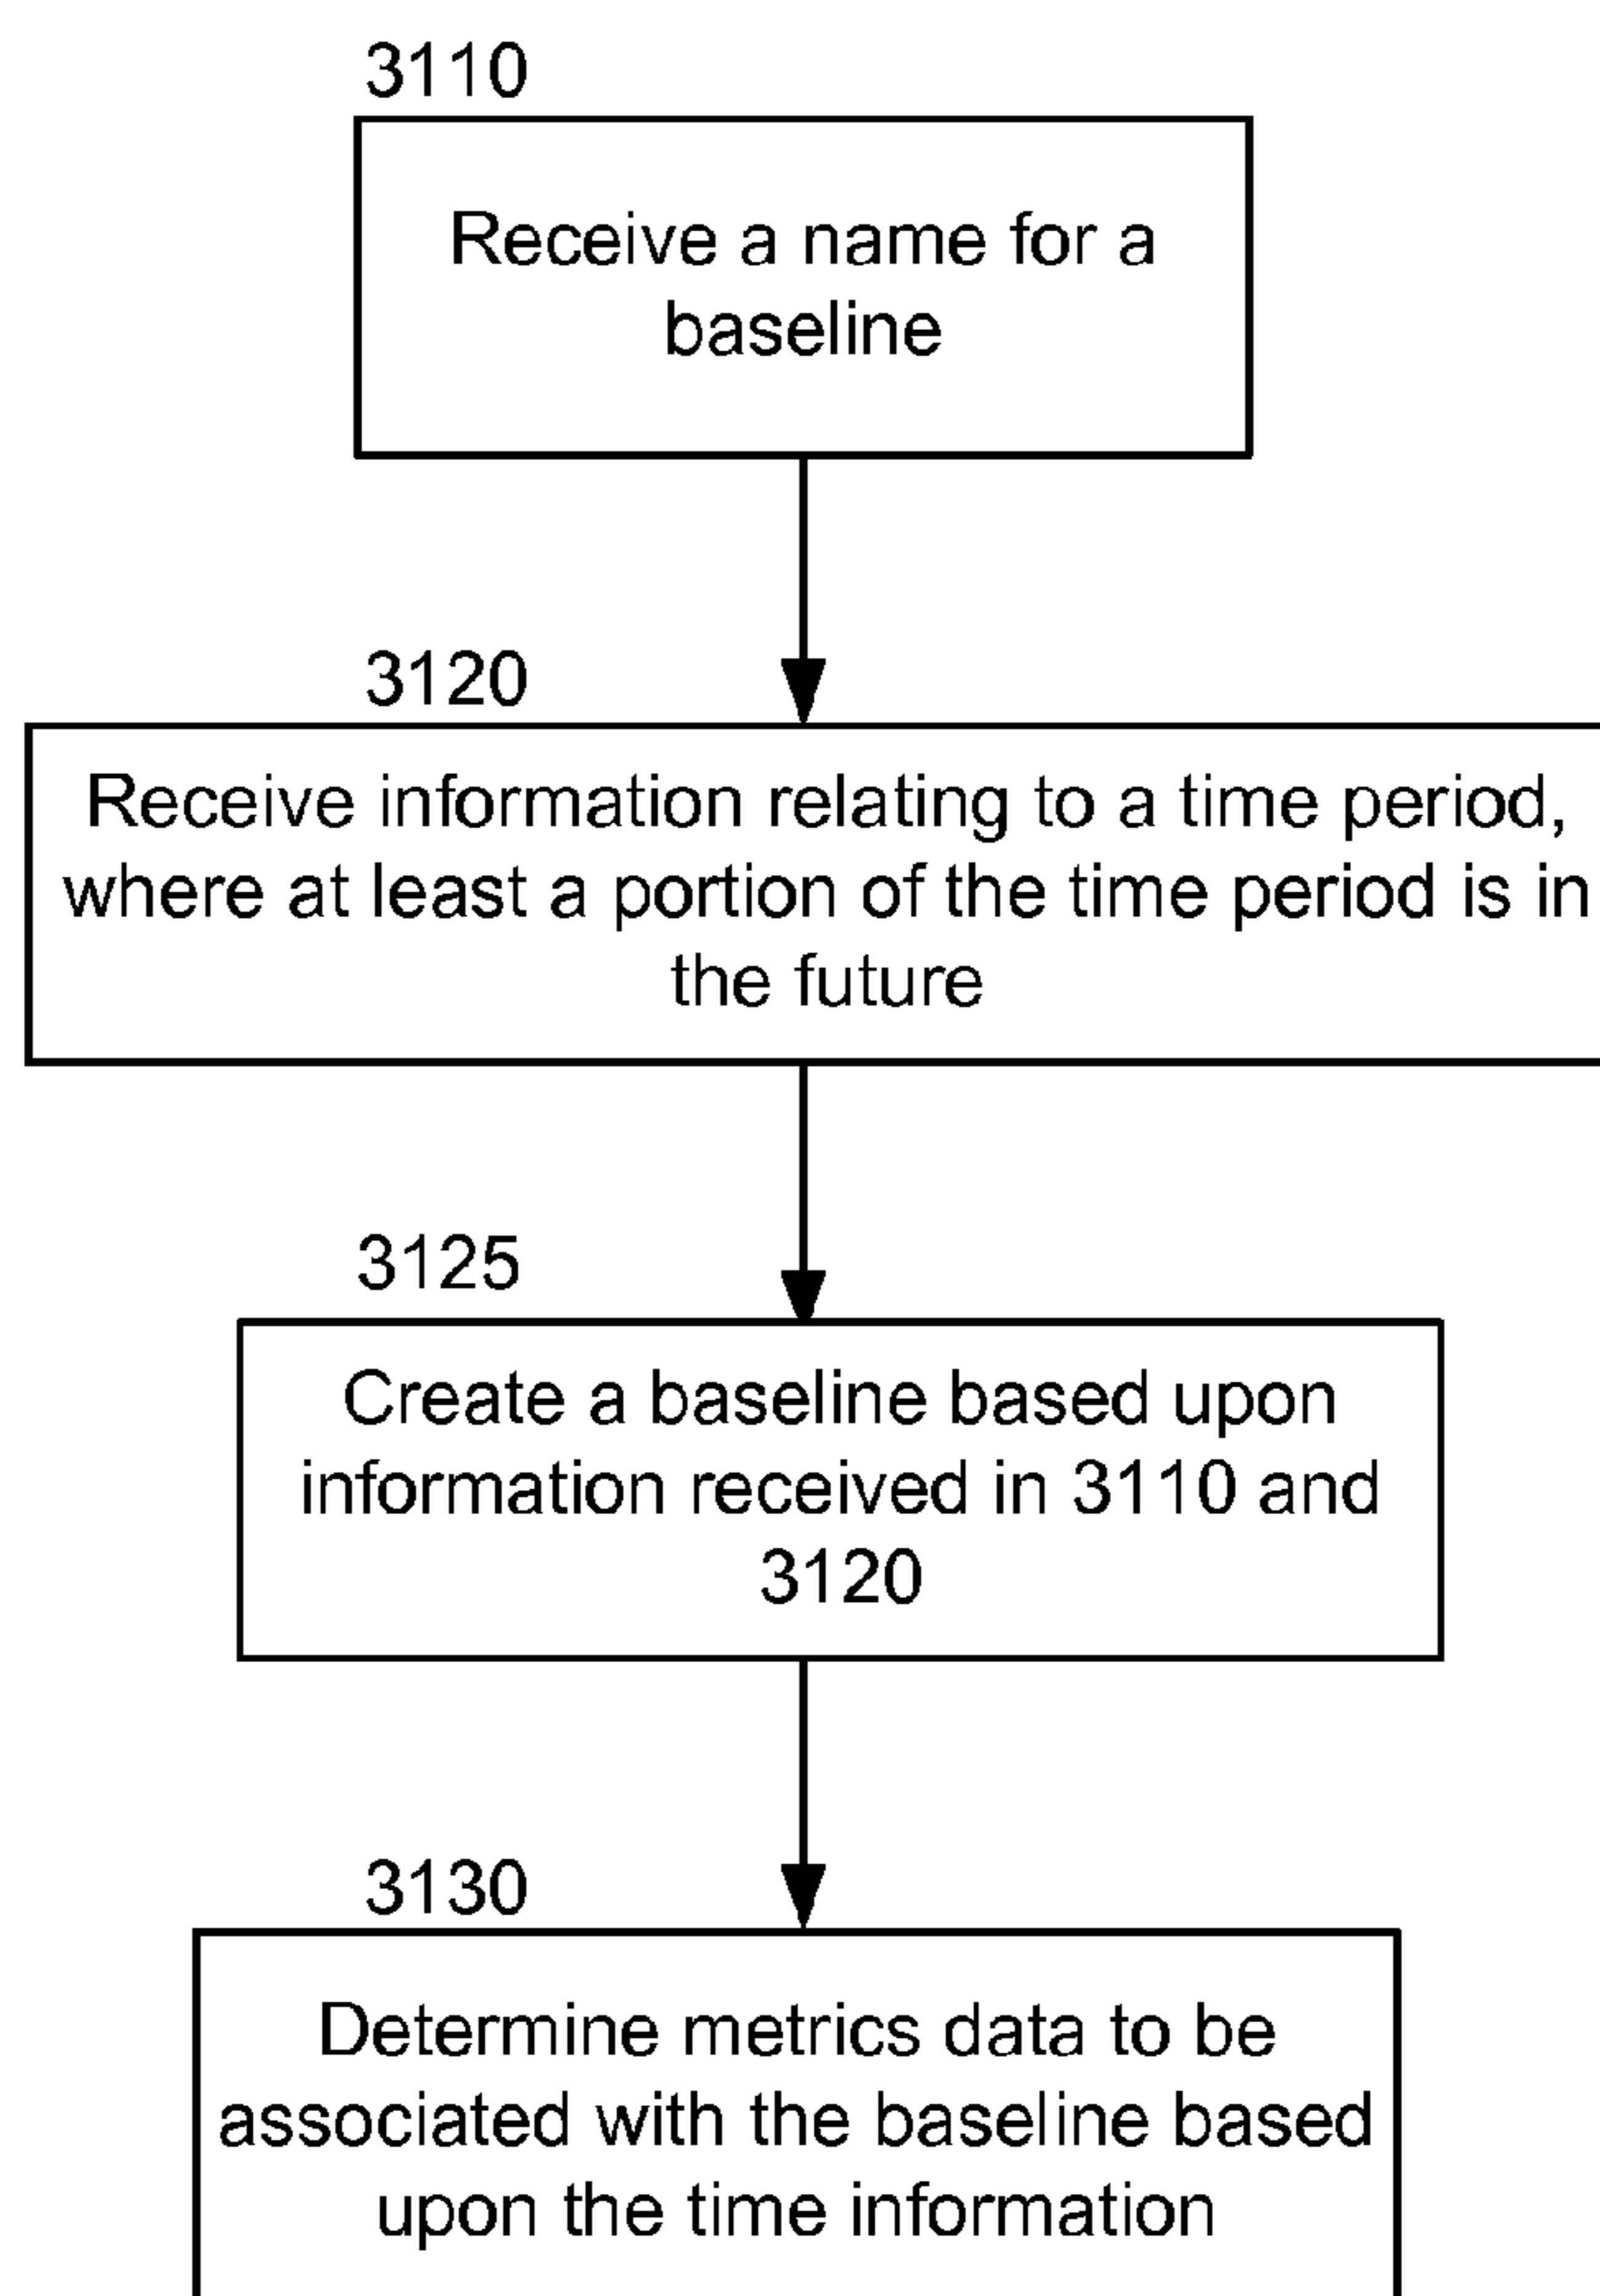 3110
Receive a name for a
baseline
3120
Receive information relating to a time period,
where at least a portion of the time period is in
the future
3125
Create a baseline based upon
information received in 3110 and
3120
3130
Determine metrics data to be
associated with the baseline based
upon the time information